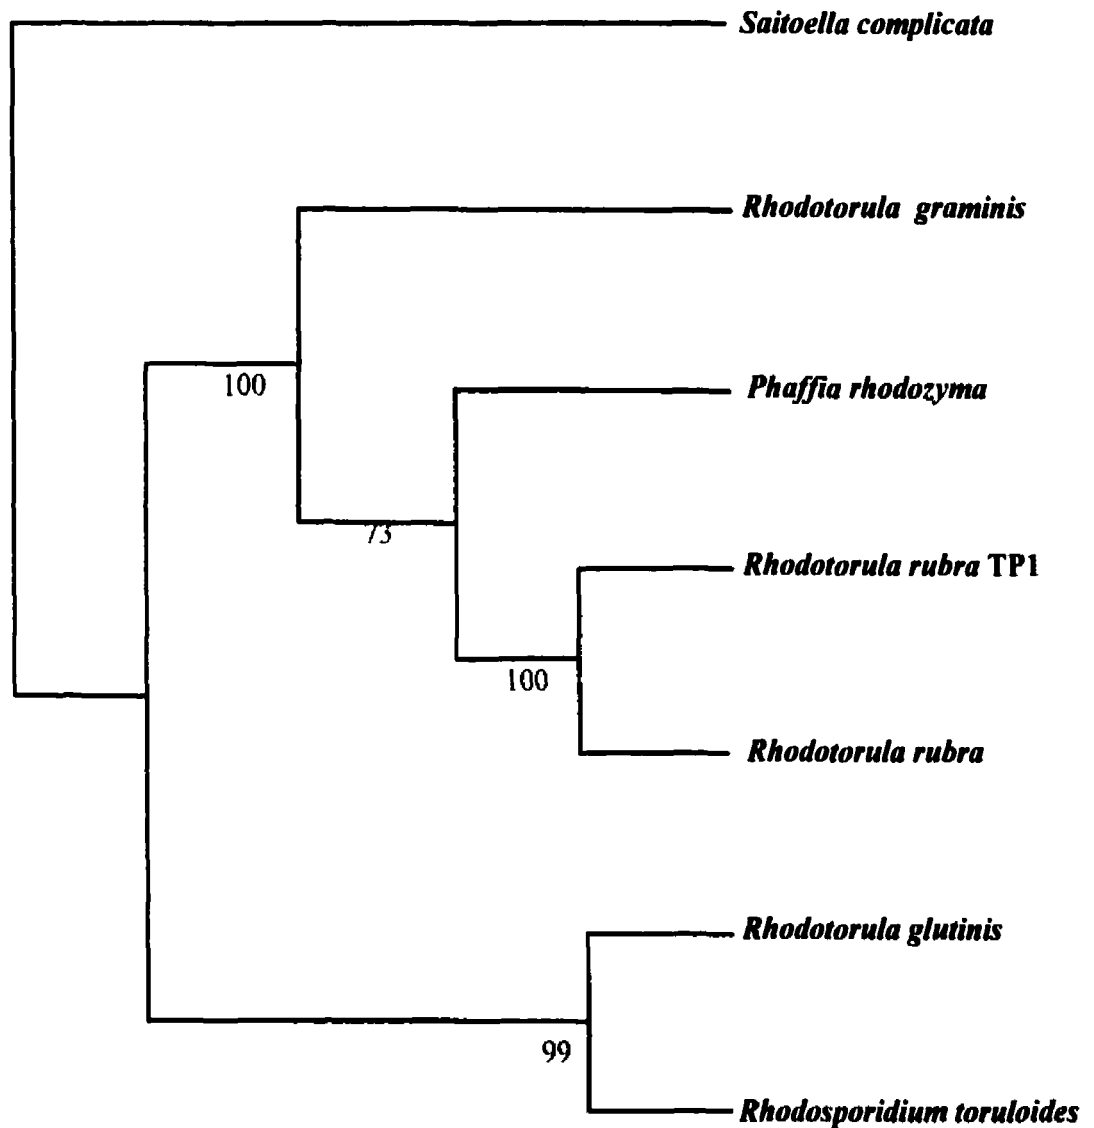 Saitoella complicata
Rhodotorula graminis
100
Phaffia rhodozyma
73
Rhodotorula rubra TP1
100
Rhodotorula rubra
Rhodotorula glutinis
99
Rhodosporidium toruloides